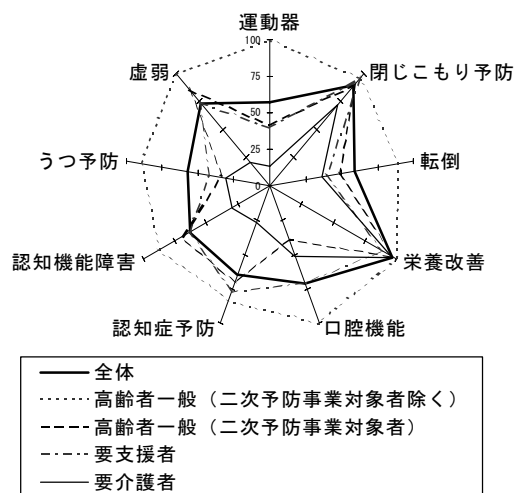 運動器
100
虚弱
閉じこもり予防
75
50
うつ予防
転倒
25
0
認知機能障害
栄養改善
認知症予防
口腔機能
全体
高齢者一般（二次予防事業対象者除く）
高齢者一般（二次予防事業対象者）
要支援者
要介護者